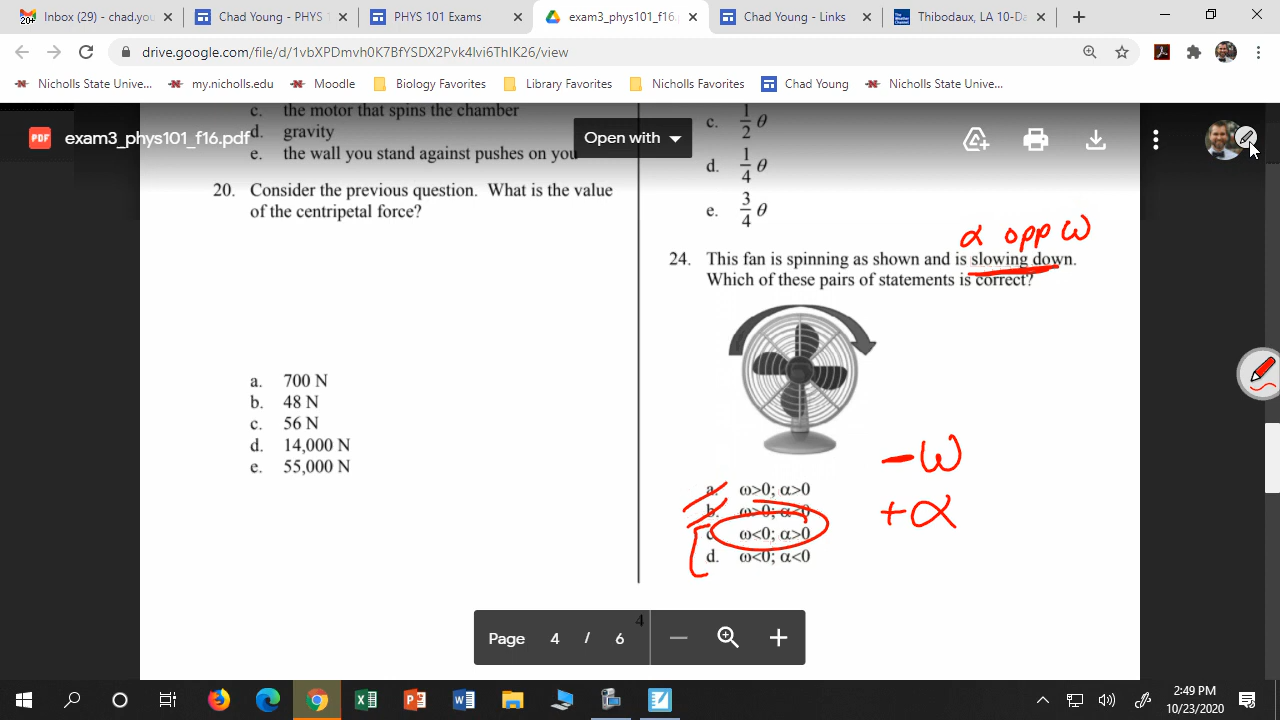 Inbox (29) - chad.you
Chad Young - PHYS 1
PHYS 101 Exams
exam3_phys101_f16.
Chad Young - Links
Thibodaux, LA 10-Da
drive.google.com/file/d/1vbXPDmvh0K7BfYSDX2Pvk4lvi6ThIK26/view
Nicholls State Unive...
my.nicholls.edu
Moodle
Biology Favorites
Library Favorites
Nicholls Favorites
Chad Young
Nicholls State Unive...
PDF
exam3_phys101_f16.pdf
Open with
c. the motor that spins the chamber
d. gravity
e. the wall you stand against pushes on you
20. Consider the previous question. What is the value
of the centripetal force?
a. 700 N
b. 48 N
c. 56 N
d. 14,000 N
e. 55,000 N
c. 1/2 θ
d. 1/4 θ
e. 3/4 θ
α opp ω
24. This fan is spinning as shown and is slowing down.
Which of these pairs of statements is correct?
-ω
+α
a. ω>0; α>0
b. ω>0; α<0
c. ω<0; α>0
d. ω<0; α<0
4
Page 4 / 6
2:49 PM
10/23/2020